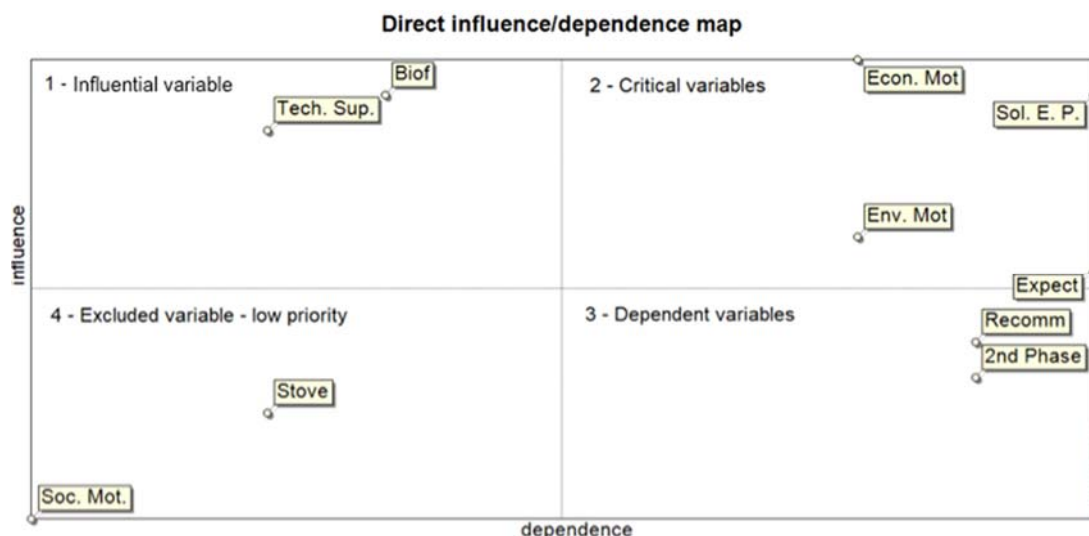 Direct influence/dependence map
1 - Influential variable
Biof
Tech. Sup.
2 - Critical variables
Econ. Mot
Sol. E. P.
Env. Mot
Expect
influence
4 - Excluded variable - low priority
3 - Dependent variables
Recomm
2nd Phase
Stove
Soc. Mot.
dependence